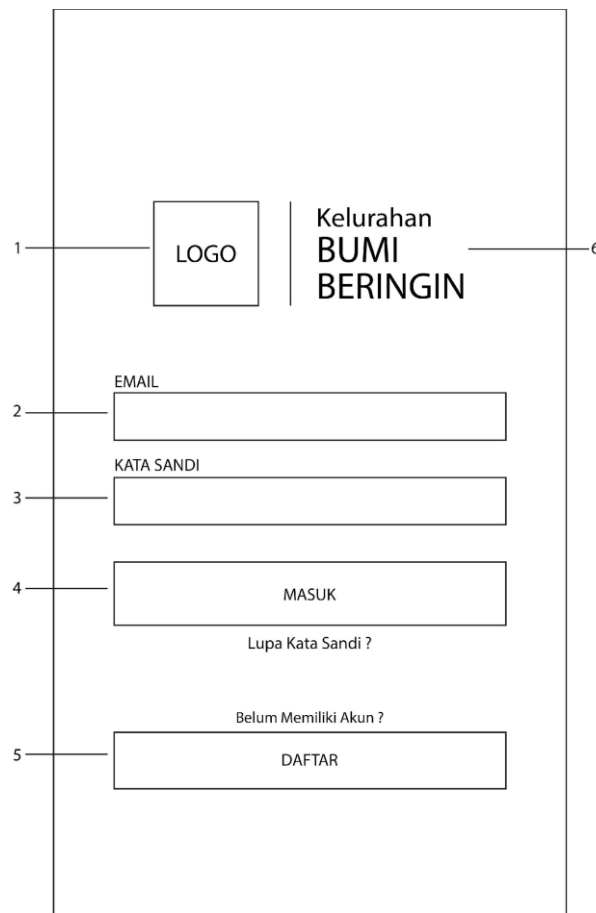 1
LOGO
Kelurahan
BUMI
BERINGIN
6
EMAIL
2
KATA SANDI
3
4
MASUK
Lupa Kata Sandi ?
Belum Memiliki Akun ?
5
DAFTAR